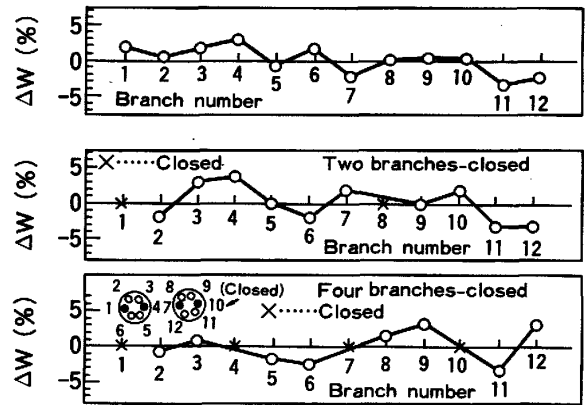 ΔW (%)
5
0
-5
1 2 3 4 5 6 7 8 9 10 11 12
Branch number
ΔW (%)
5
0
-5
×······Closed
Two branches-closed
1 2 3 4 5 6 7 8 9 10 11 12
Branch number
ΔW (%)
5
0
-5
2 3 8 9 (Closed)
1 4 7 10
6 5 12 11
Four branches-closed
×······Closed
1 2 3 4 5 6 7 8 9 10 11 12
Branch number